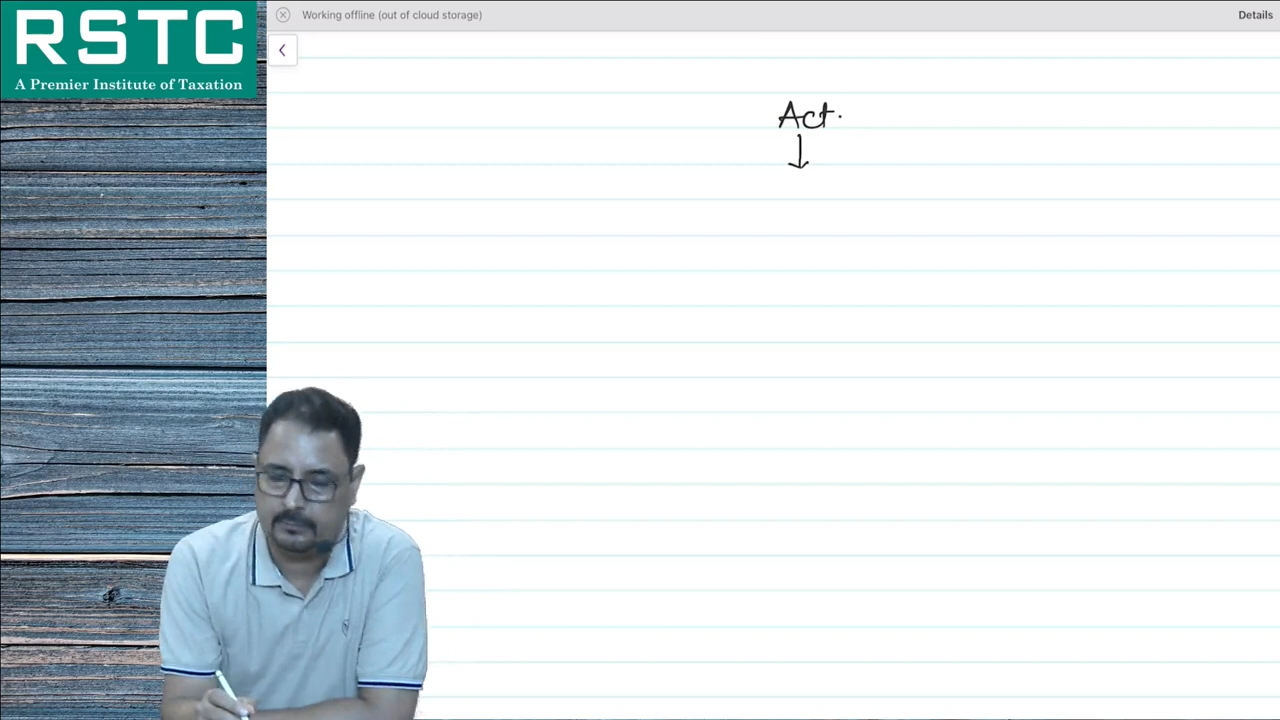 RSTC
A Premier Institute of Taxation
Working offline (out of cloud storage)
Details
Act.